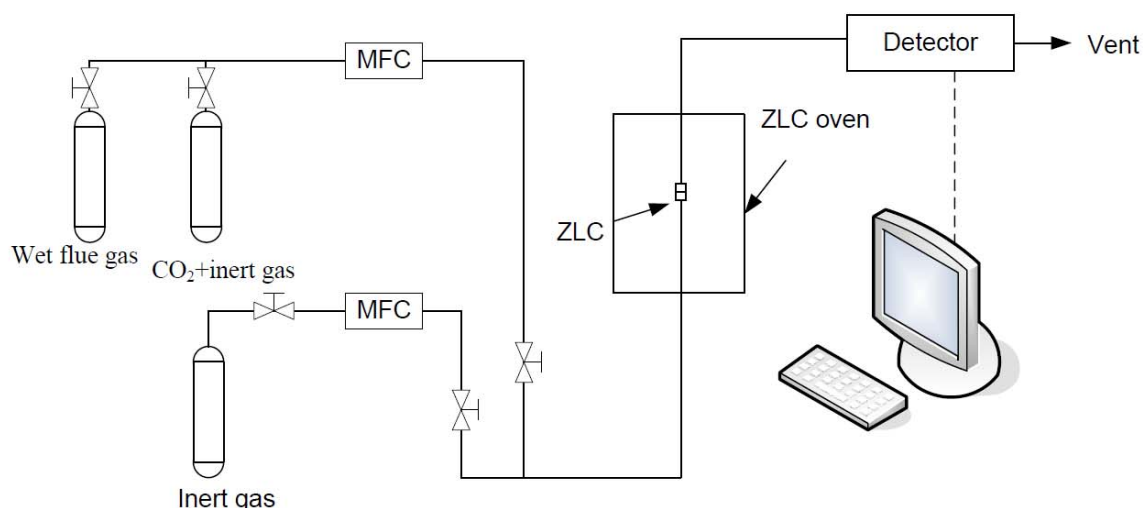 MFC
Detector
Vent
ZLC oven
ZLC
Wet flue gas
CO₂+inert gas
MFC
Inert gas